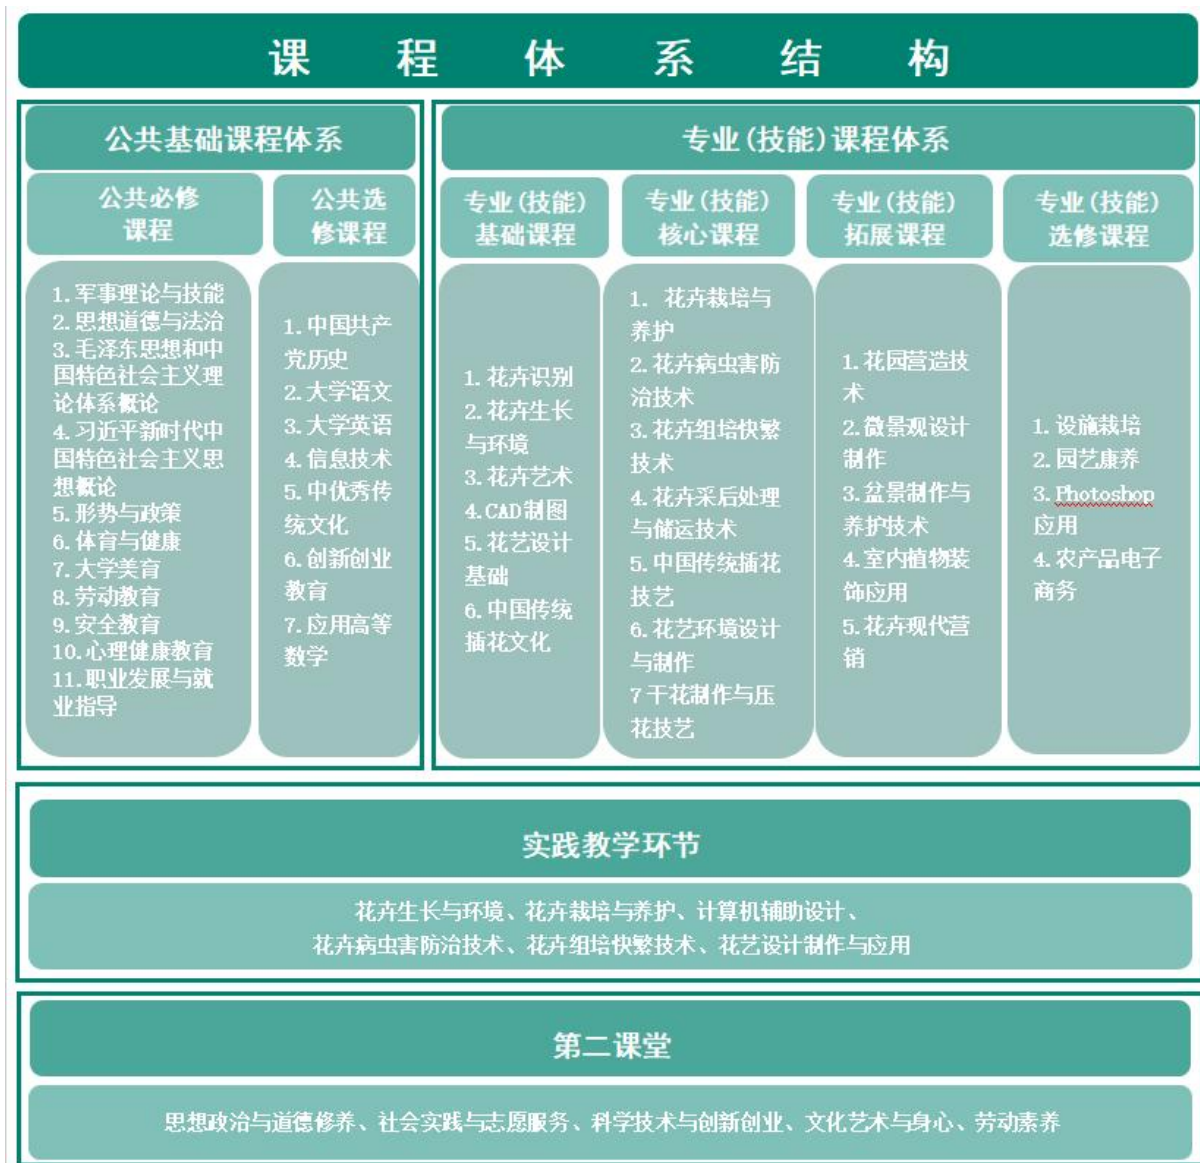 课程体系结构
公共基础课程体系
公共必修
课程
1.军事理论与技能
2.思想道德与法治
3.毛泽东思想和中
国特色社会主义理
论体系概论
4.习近平新时代中
国特色社会主义思
想概论
5.形势与政策
6.体育与健康
7.大学美育
8.劳动教育
9.安全教育
10.心理健康教育
11.职业发展与就
业指导
公共选
修课程
1.中国共产
党历史
2.大学语文
3.大学英语
4.信息技术
5.中优秀传
统文化
6.创新创业
教育
7.应用高等
数学
专业(技能)课程体系
专业(技能)
基础课程
1.花卉识别
2.花卉生长
与环境
3.花卉艺术
4.CAD制图
5.花艺设计
基础
6.中国传统
插花文化
专业(技能)
核心课程
1. 花卉栽培与
养护
2.花卉病虫害防
治技术
3.花卉组培快繁
技术
4.花卉采后处理
与储运技术
5.中国传统插花
技艺
6.花艺环境设计
与制作
7干花制作与压
花技艺
专业(技能)
拓展课程
1.花园营造技
术
2.微景观设计
制作
3.盆景制作与
养护技术
4.室内植物装
饰应用
5.花卉现代营
销
专业(技能)
选修课程
1.设施栽培
2.园艺康养
3.Photoshop
应用
4.农产品电子
商务
实践教学环节
花卉生长与环境、花卉栽培与养护、计算机辅助设计、
花卉病虫害防治技术、花卉组培快繁技术、花艺设计制作与应用
第二课堂
思想政治与道德修养、社会实践与志愿服务、科学技术与创新创业、文化艺术与身心、劳动素养